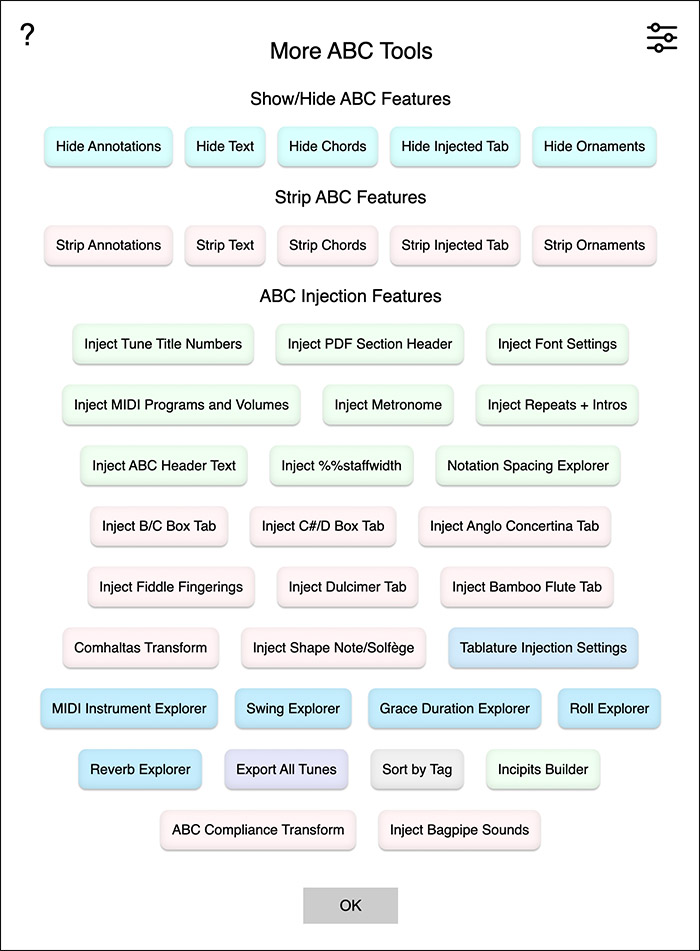 ?
More ABC Tools
Show/Hide ABC Features
Hide Annotations Hide Text Hide Chords Hide Injected Tab Hide Ornaments
Strip ABC Features
Strip Annotations Strip Text Strip Chords Strip Injected Tab Strip Ornaments
ABC Injection Features
Inject Tune Title Numbers Inject PDF Section Header Inject Font Settings
Inject MIDI Programs and Volumes Inject Metronome Inject Repeats + Intros
Inject ABC Header Text Inject %%staffwidth Notation Spacing Explorer
Inject B/C Box Tab Inject C#/D Box Tab Inject Anglo Concertina Tab
Inject Fiddle Fingerings Inject Dulcimer Tab Inject Bamboo Flute Tab
Comhaltas Transform Inject Shape Note/Solfège Tablature Injection Settings
MIDI Instrument Explorer Swing Explorer Grace Duration Explorer Roll Explorer
Reverb Explorer Export All Tunes Sort by Tag Incipits Builder
ABC Compliance Transform Inject Bagpipe Sounds
OK